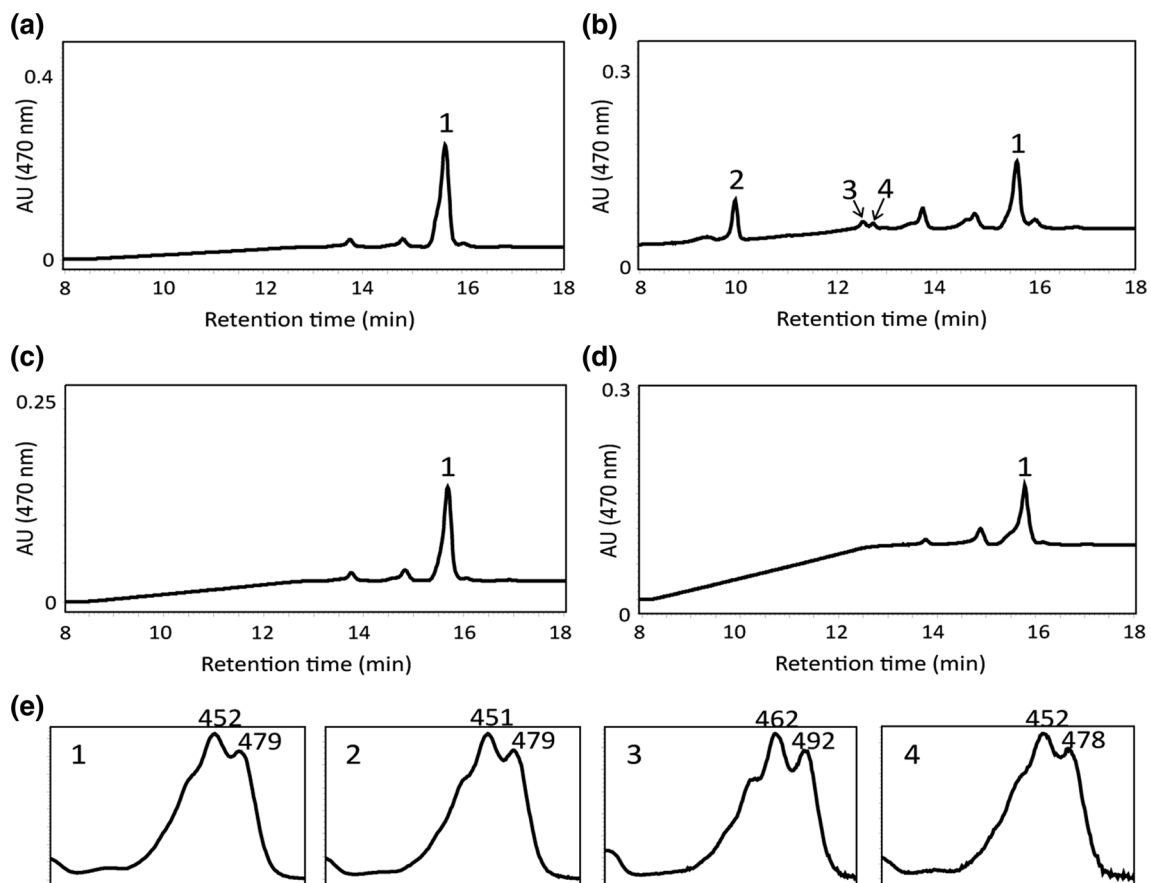 (a)
0.4
AU (470 nm)
0
1
8 10 12 14 16 18
Retention time (min)
(b)
0.3
AU (470 nm)
0
2
3 4
1
8 10 12 14 16 18
Retention time (min)
(c)
0.25
AU (470 nm)
0
1
8 10 12 14 16 18
Retention time (min)
(d)
0.3
AU (470 nm)
0
1
8 10 12 14 16 18
Retention time (min)
(e)
1
452
479
2
451
479
3
462
492
4
452
478